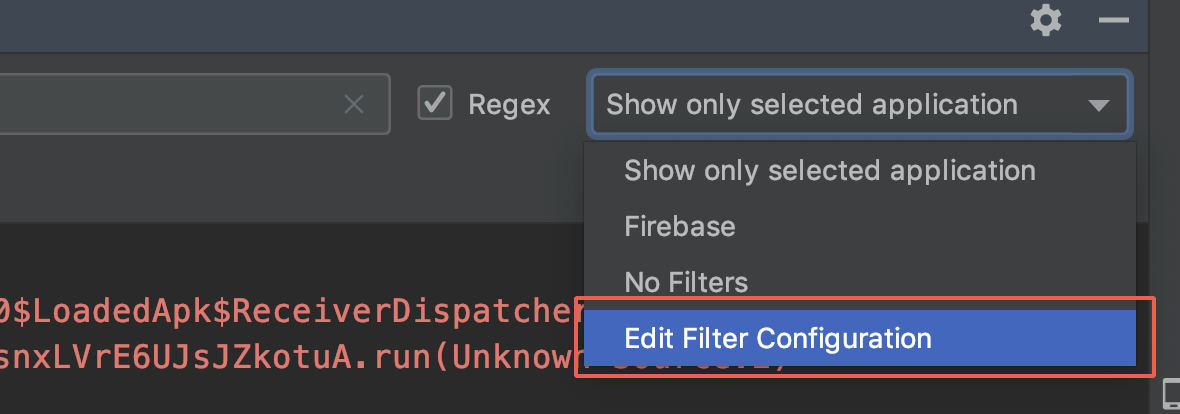 Regex
Show only selected application
Show only selected application
Firebase
No Filters
0$LoadedApk$ReceiverDispatcher
Edit Filter Configuration
snxLVrE6UJsJZkotuA.run(Unknown